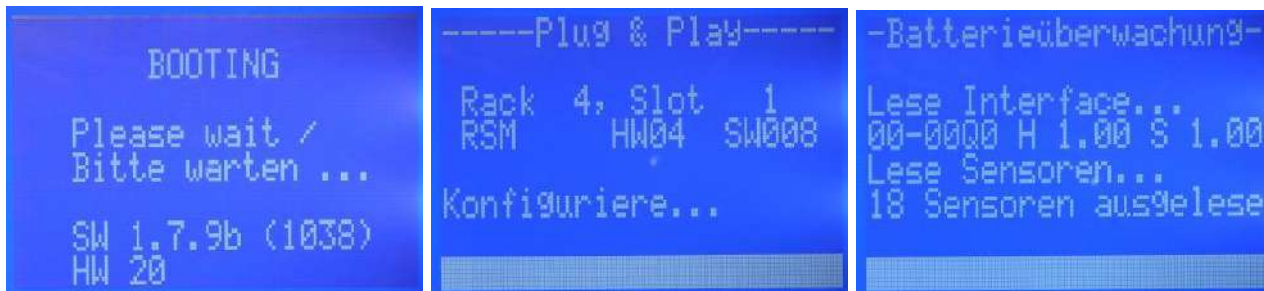 BOOTING
Please wait /
Bitte warten ...
SW 1.7.9b (1038)
HW 20
-----Plug & Play-----
Rack 4, Slot 1
RSM HW04 SW008
Konfiguriere...
-Batterieüberwachung-
Lese Interface...
00-00Q0 H 1.00 S 1.00
Lese Sensoren...
18 Sensoren ausgelese